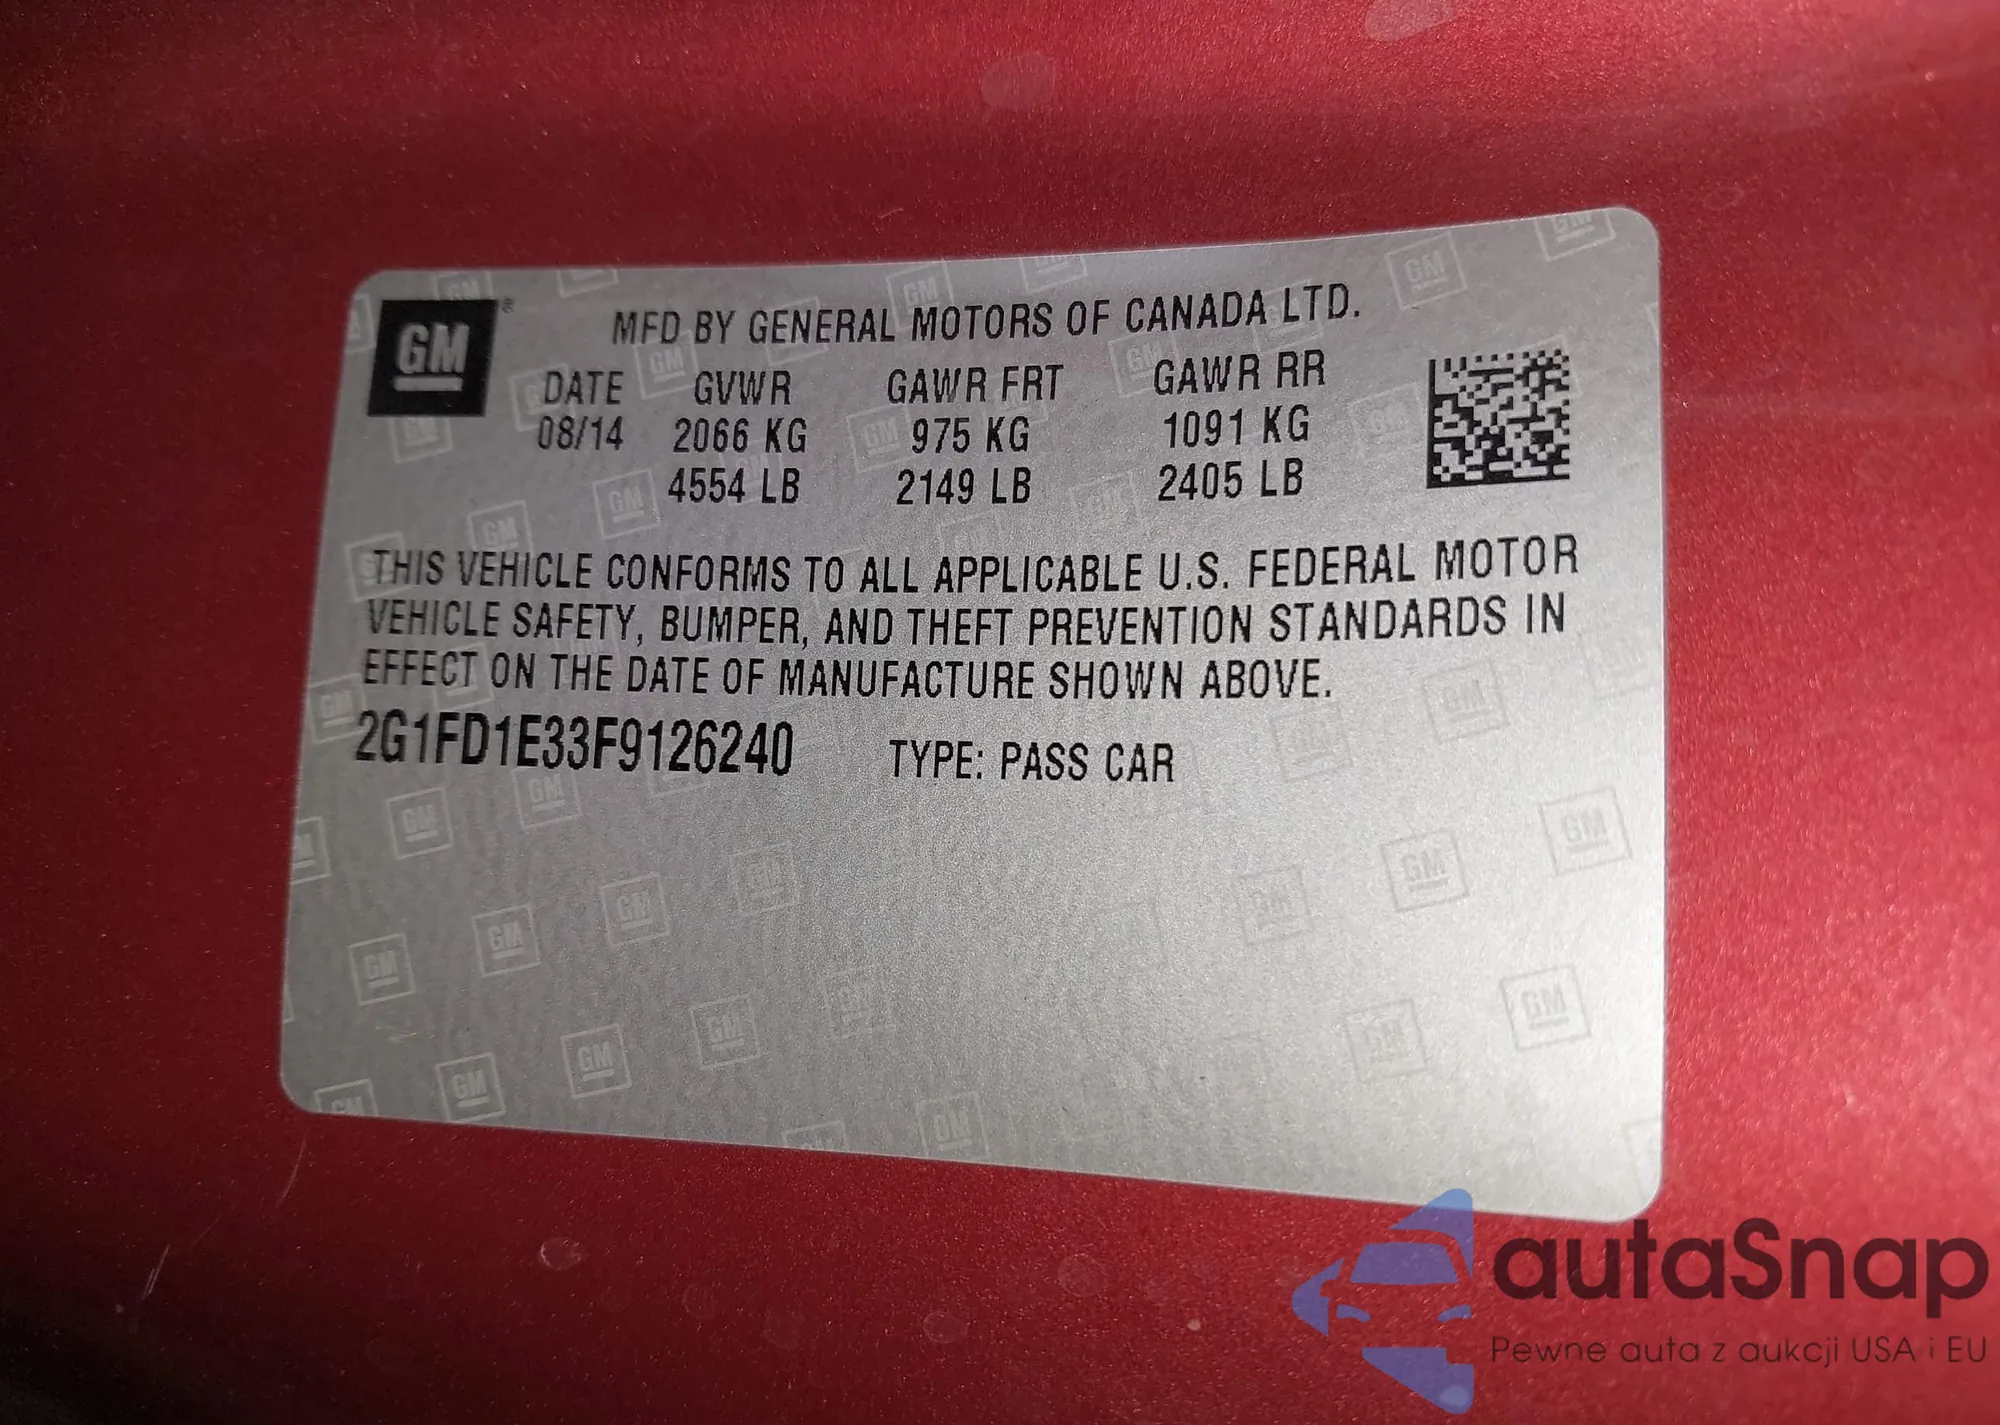 GM ®
MFD BY GENERAL MOTORS OF CANADA LTD.
DATE GVWR GAWR FRT GAWR RR
08/14 2066 KG 975 KG 1091 KG
4554 LB 2149 LB 2405 LB
THIS VEHICLE CONFORMS TO ALL APPLICABLE U.S. FEDERAL MOTOR
VEHICLE SAFETY, BUMPER, AND THEFT PREVENTION STANDARDS IN
EFFECT ON THE DATE OF MANUFACTURE SHOWN ABOVE.
2G1FD1E33F9126240 TYPE: PASS CAR
autaSnap
Pewne auta z aukcji USA i EU